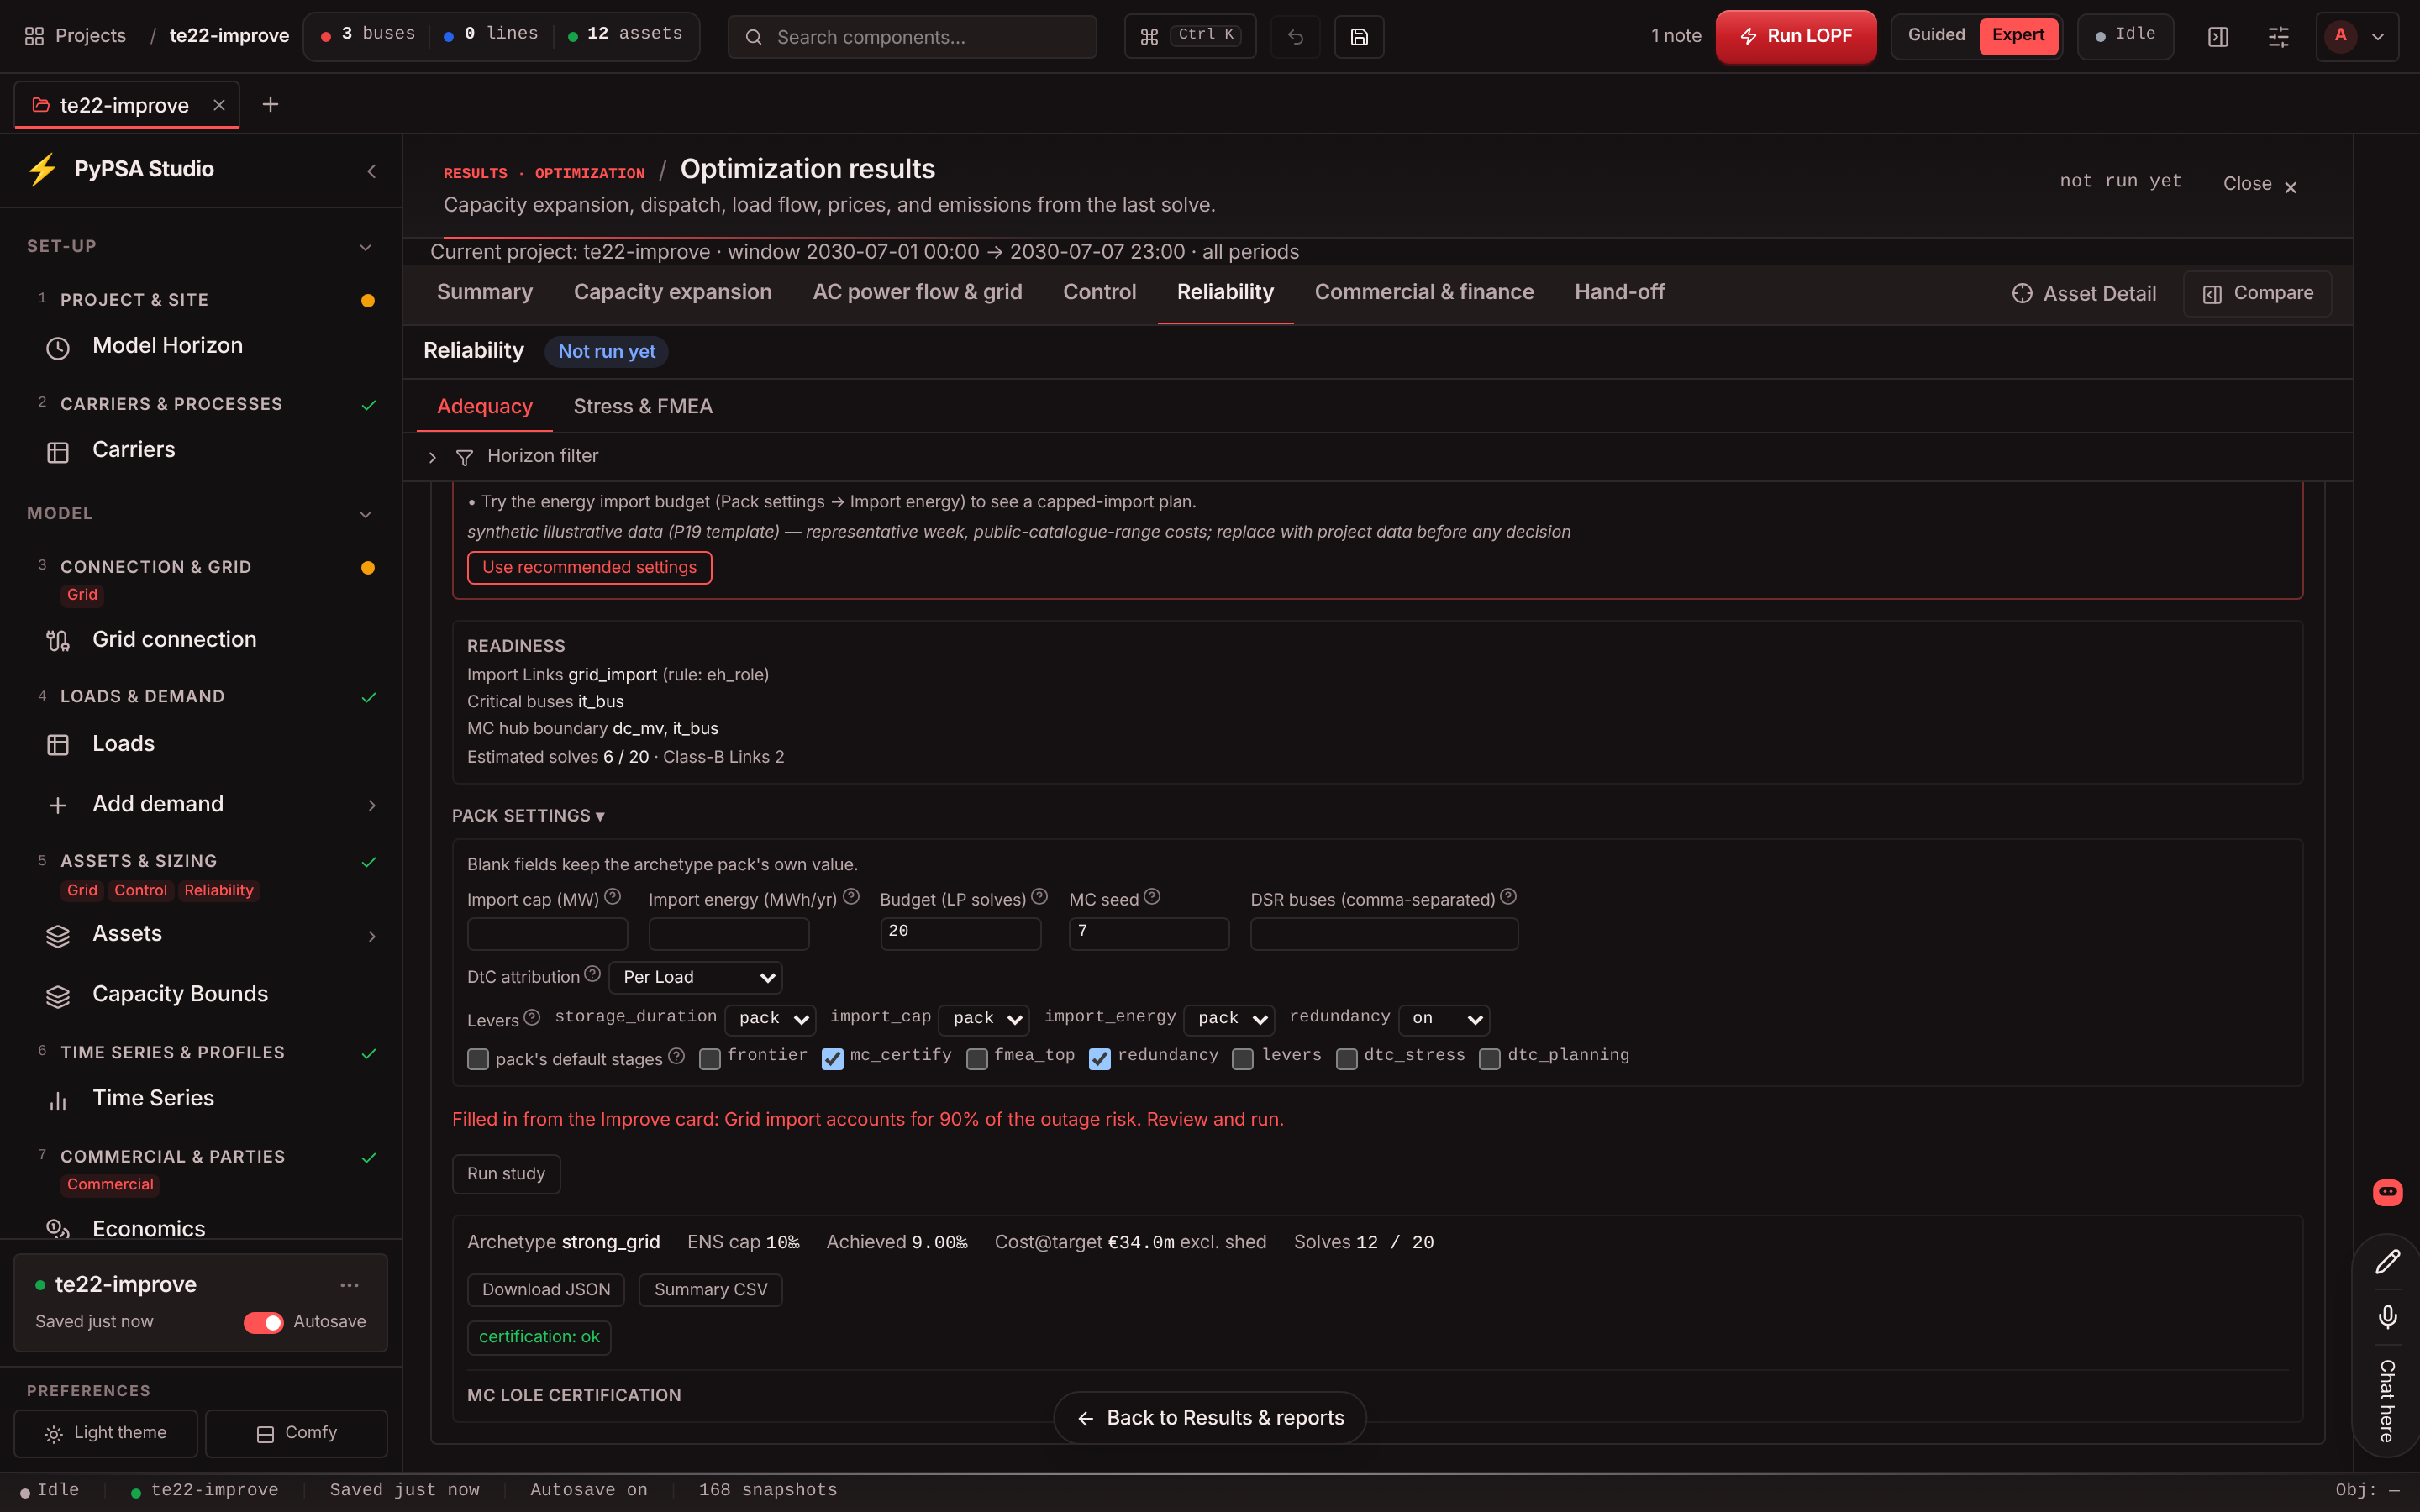 Projects / te22-improve 3 buses 0 lines 12 assets Search components... Ctrl K 1 note Run LOPF Guided Expert Idle A
te22-improve
PyPSA Studio
SET-UP
1 PROJECT & SITE
Model Horizon
2 CARRIERS & PROCESSES
Carriers
MODEL
3 CONNECTION & GRID
Grid
Grid connection
4 LOADS & DEMAND
Loads
Add demand
5 ASSETS & SIZING
Grid Control Reliability
Assets
Capacity Bounds
6 TIME SERIES & PROFILES
Time Series
7 COMMERCIAL & PARTIES
Commercial
Economics
te22-improve ...
Saved just now Autosave
PREFERENCES
Light theme Comfy
RESULTS · OPTIMIZATION / Optimization results
not run yet Close
Capacity expansion, dispatch, load flow, prices, and emissions from the last solve.
Current project: te22-improve · window 2030-07-01 00:00 → 2030-07-07 23:00 · all periods
Summary Capacity expansion AC power flow & grid Control Reliability Commercial & finance Hand-off Asset Detail Compare
Reliability Not run yet
Adequacy Stress & FMEA
Horizon filter
• Try the energy import budget (Pack settings → Import energy) to see a capped-import plan.
synthetic illustrative data (P19 template) — representative week, public-catalogue-range costs; replace with project data before any decision
Use recommended settings
READINESS
Import Links grid_import (rule: eh_role)
Critical buses it_bus
MC hub boundary dc_mv, it_bus
Estimated solves 6 / 20 · Class-B Links 2
PACK SETTINGS ▾
Blank fields keep the archetype pack's own value.
Import cap (MW) ? Import energy (MWh/yr) ? Budget (LP solves) ? MC seed ? DSR buses (comma-separated) ?
20 7
DtC attribution ? Per Load
Levers ? storage_duration pack import_cap pack import_energy pack redundancy on
pack's default stages ? frontier mc_certify fmea_top redundancy levers dtc_stress dtc_planning
Filled in from the Improve card: Grid import accounts for 90% of the outage risk. Review and run.
Run study
Archetype strong_grid ENS cap 10‱ Achieved 9.00‱ Cost@target €34.0m excl. shed Solves 12 / 20
Download JSON Summary CSV
certification: ok
MC LOLE CERTIFICATION
← Back to Results & reports
Chat here
Idle te22-improve Saved just now Autosave on 168 snapshots Obj: —